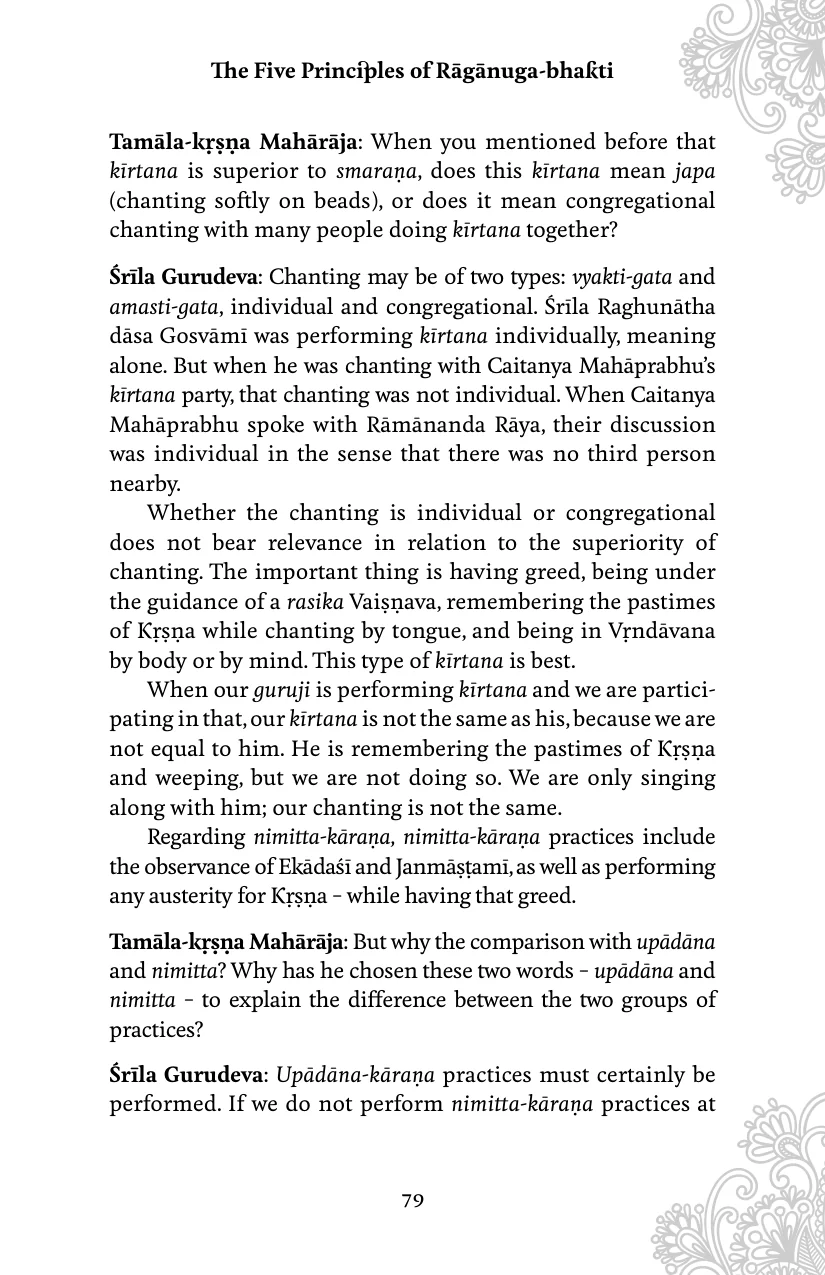 The Five Principles of Rāgānuga-bhakti
Tamāla-kṛṣṇa Mahārāja: When you mentioned before that
kīrtana is superior to smaraṇa, does this kīrtana mean japa
(chanting softly on beads), or does it mean congregational
chanting with many people doing kīrtana together?
Śrīla Gurudeva: Chanting may be of two types: vyakti-gata and
amasti-gata, individual and congregational. Śrīla Raghunātha
dāsa Gosvāmī was performing kīrtana individually, meaning
alone. But when he was chanting with Caitanya Mahāprabhu’s
kīrtana party, that chanting was not individual. When Caitanya
Mahāprabhu spoke with Rāmānanda Rāya, their discussion
was individual in the sense that there was no third person
nearby.
Whether the chanting is individual or congregational
does not bear relevance in relation to the superiority of
chanting. The important thing is having greed, being under
the guidance of a rasika Vaiṣṇava, remembering the pastimes
of Kṛṣṇa while chanting by tongue, and being in Vṛndāvana
by body or by mind. This type of kīrtana is best.
When our guruji is performing kīrtana and we are partici-
pating in that, our kīrtana is not the same as his, because we are
not equal to him. He is remembering the pastimes of Kṛṣṇa
and weeping, but we are not doing so. We are only singing
along with him; our chanting is not the same.
Regarding nimitta-kāraṇa, nimitta-kāraṇa practices include
the observance of Ekādaśī and Janmāṣṭamī, as well as performing
any austerity for Kṛṣṇa – while having that greed.
Tamāla-kṛṣṇa Mahārāja: But why the comparison with upādāna
and nimitta? Why has he chosen these two words – upādāna and
nimitta – to explain the difference between the two groups of
practices?
Śrīla Gurudeva: Upādāna-kāraṇa practices must certainly be
performed. If we do not perform nimitta-kāraṇa practices at
79